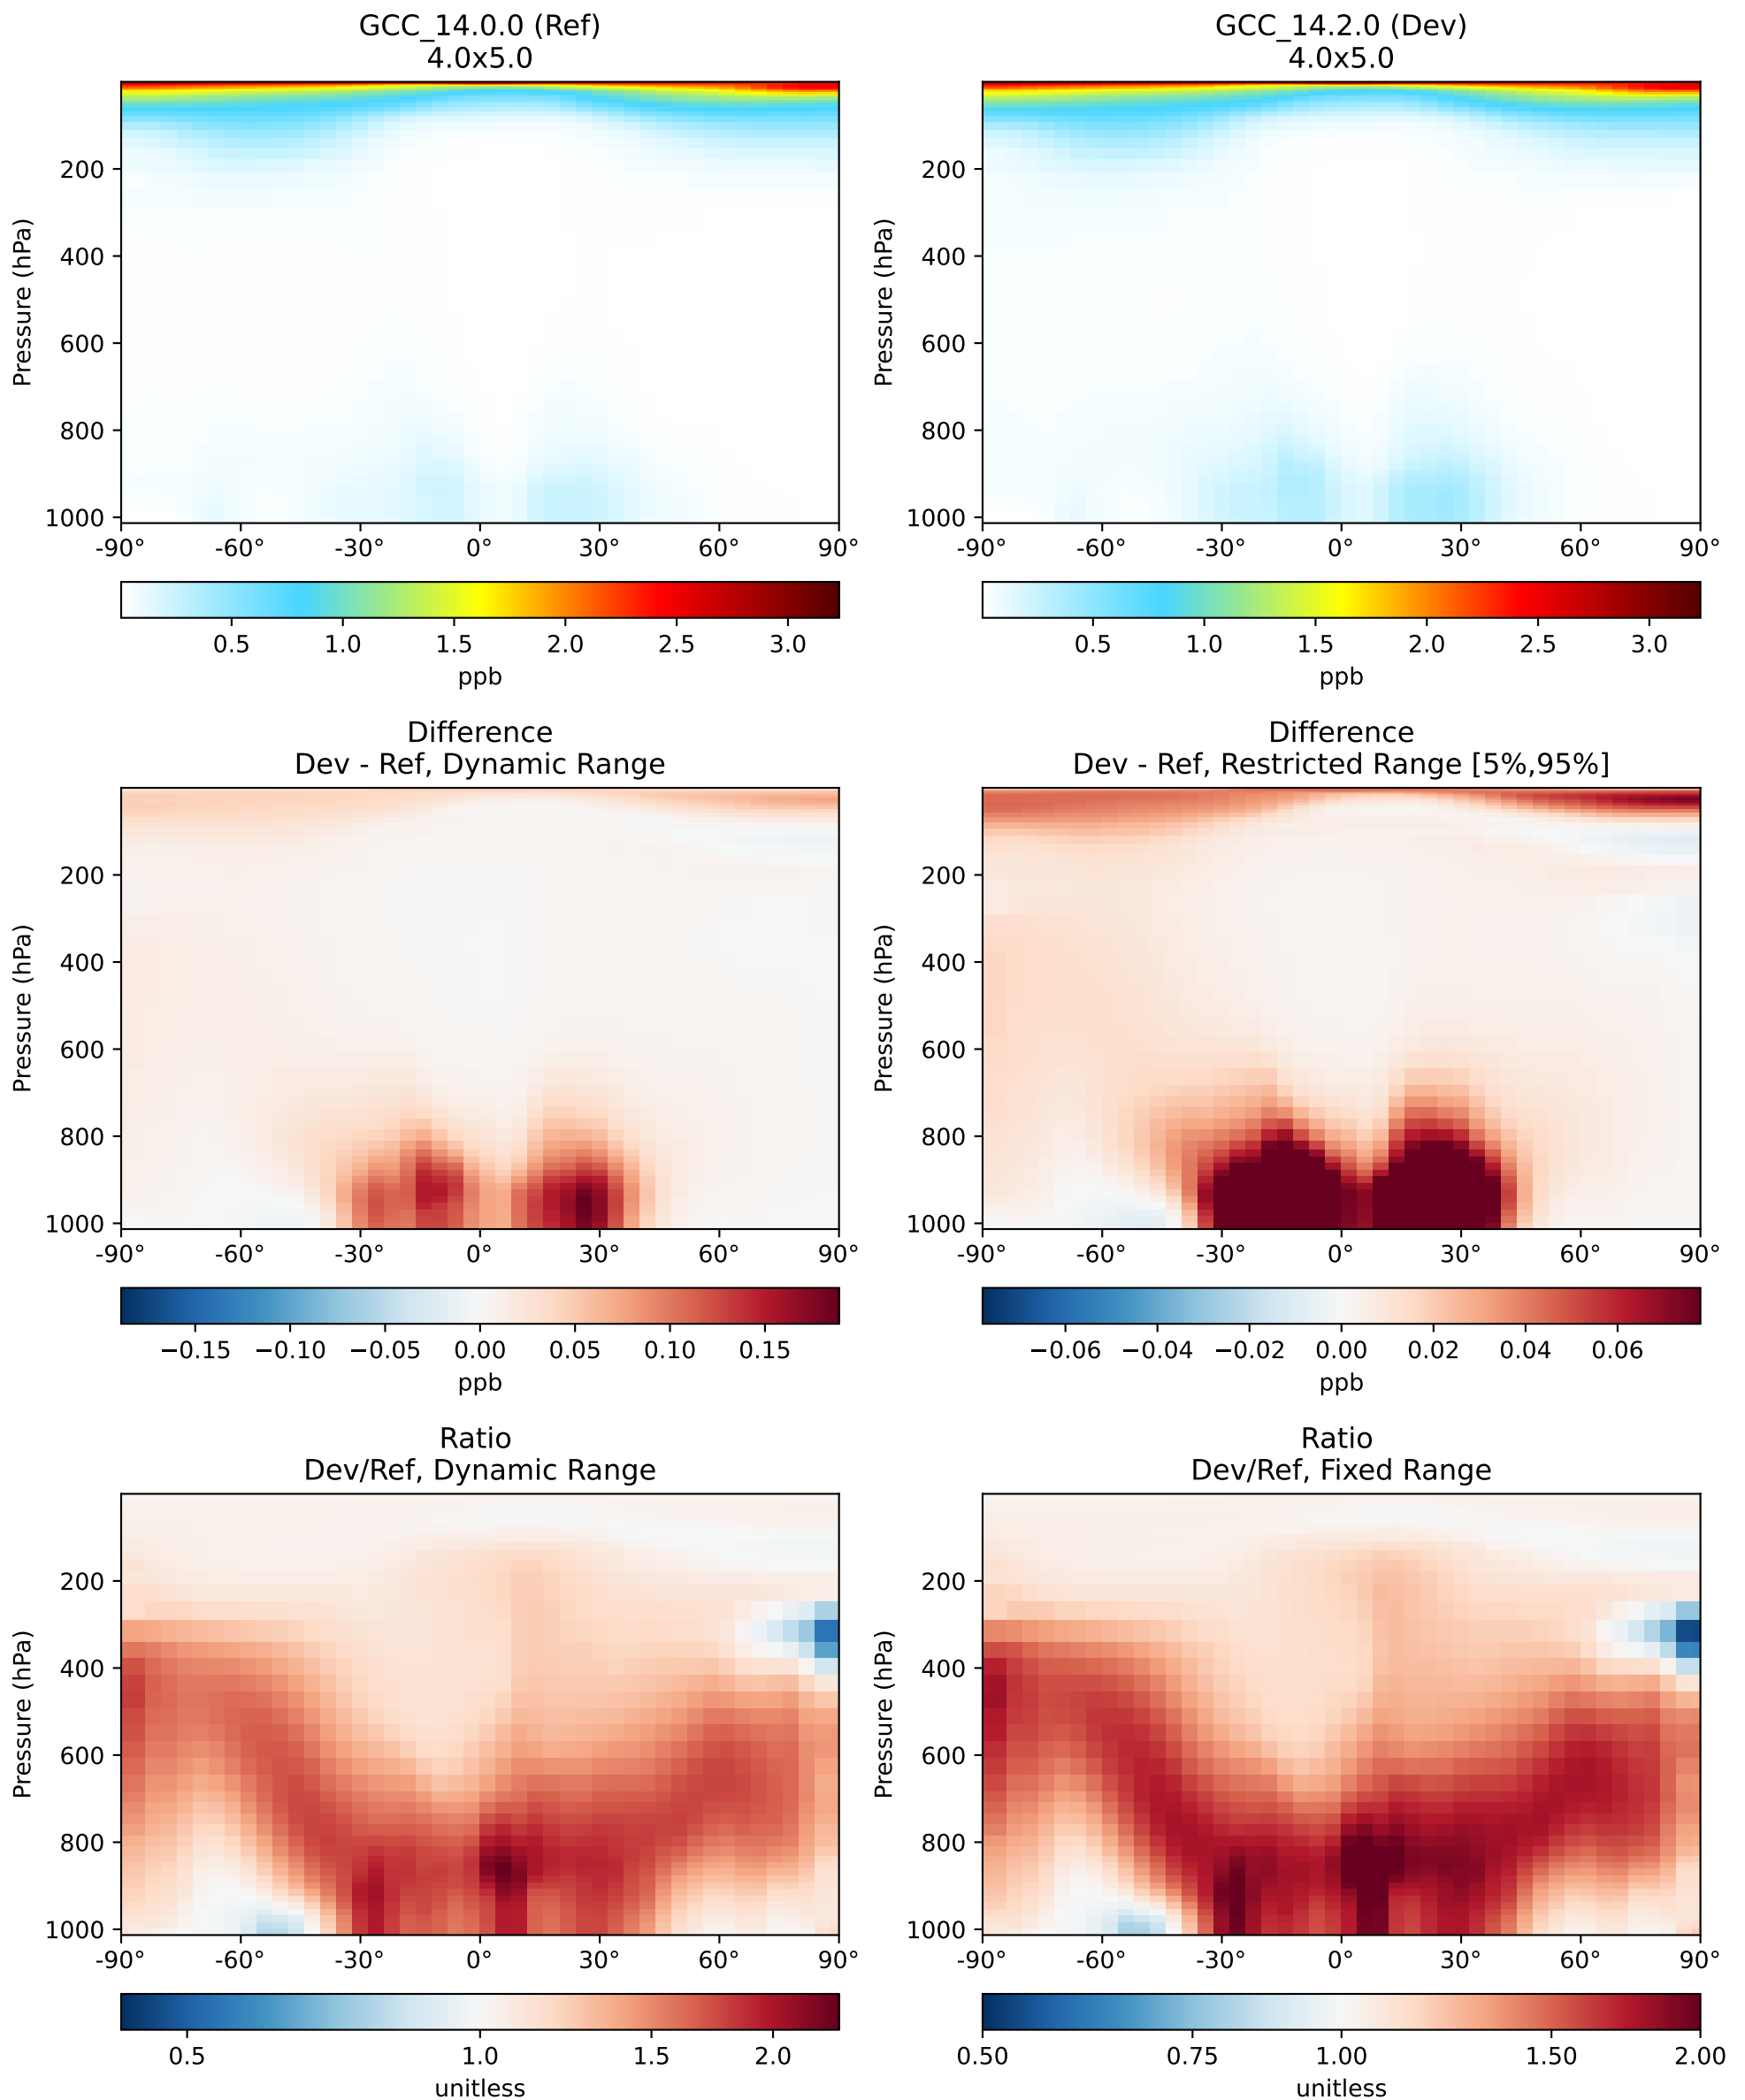 GCC_14.0.0 (Ref)
4.0x5.0
Pressure (hPa)
200
400
600
800
1000
-90° -60° -30° 0° 30° 60° 90°
0.5 1.0 1.5 2.0 2.5 3.0
ppb
GCC_14.2.0 (Dev)
4.0x5.0
Pressure (hPa)
200
400
600
800
1000
-90° -60° -30° 0° 30° 60° 90°
0.5 1.0 1.5 2.0 2.5 3.0
ppb
Difference
Dev - Ref, Dynamic Range
Pressure (hPa)
200
400
600
800
1000
-90° -60° -30° 0° 30° 60° 90°
−0.15 −0.10 −0.05 0.00 0.05 0.10 0.15
ppb
Difference
Dev - Ref, Restricted Range [5%,95%]
Pressure (hPa)
200
400
600
800
1000
-90° -60° -30° 0° 30° 60° 90°
−0.06 −0.04 −0.02 0.00 0.02 0.04 0.06
ppb
Ratio
Dev/Ref, Dynamic Range
Pressure (hPa)
200
400
600
800
1000
-90° -60° -30° 0° 30° 60° 90°
0.5 1.0 1.5 2.0
unitless
Ratio
Dev/Ref, Fixed Range
Pressure (hPa)
200
400
600
800
1000
-90° -60° -30° 0° 30° 60° 90°
0.50 0.75 1.00 1.50 2.00
unitless